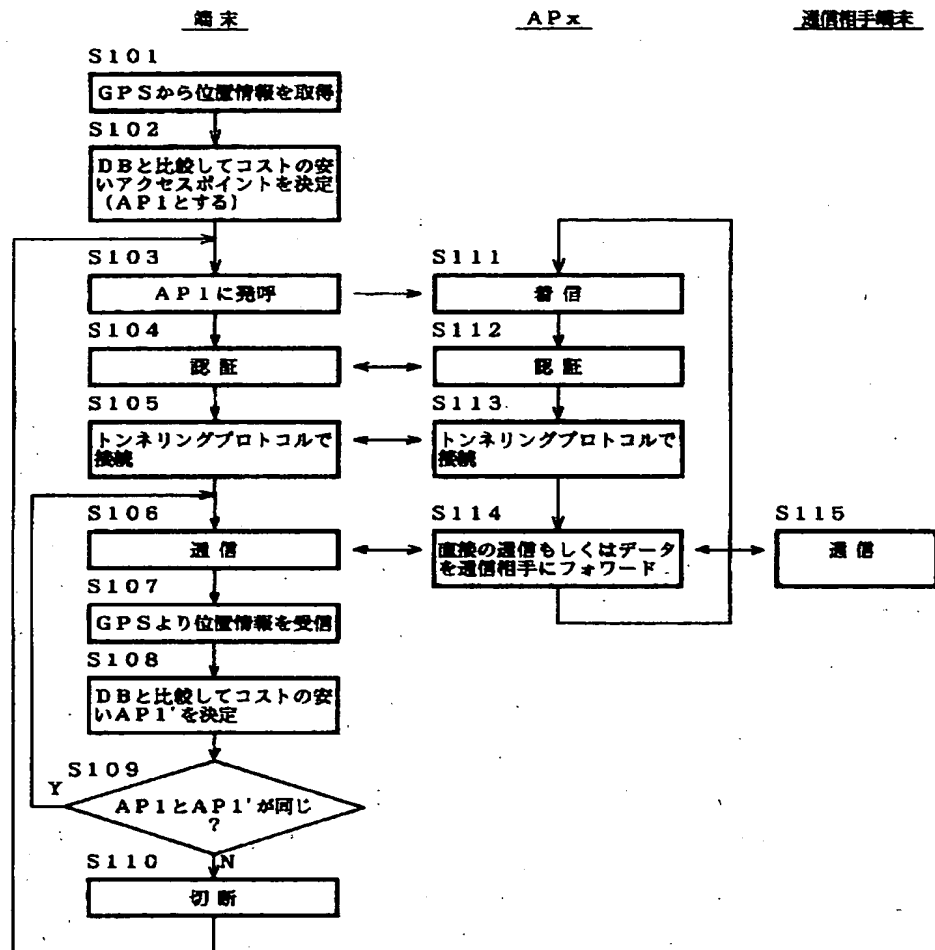 端末
APx
通信相手端末
S101
GPSから位置情報を取得
S102
DBと比較してコストの安
いアクセスポイントを決定
(AP1とする)
S103
AP1に発呼
S104
認証
S105
トンネリングプロトコルで
接続
S106
通信
S107
GPSより位置情報を受信
S108
DBと比較してコストの安
いAP1'を決定
S109
Y
AP1とAP1'が同じ
?
N
S110
切断
S111
着信
S112
認証
S113
トンネリングプロトコルで
接続
S114
直接の通信もしくはデータ
を通信相手にフォワード
S115
通信